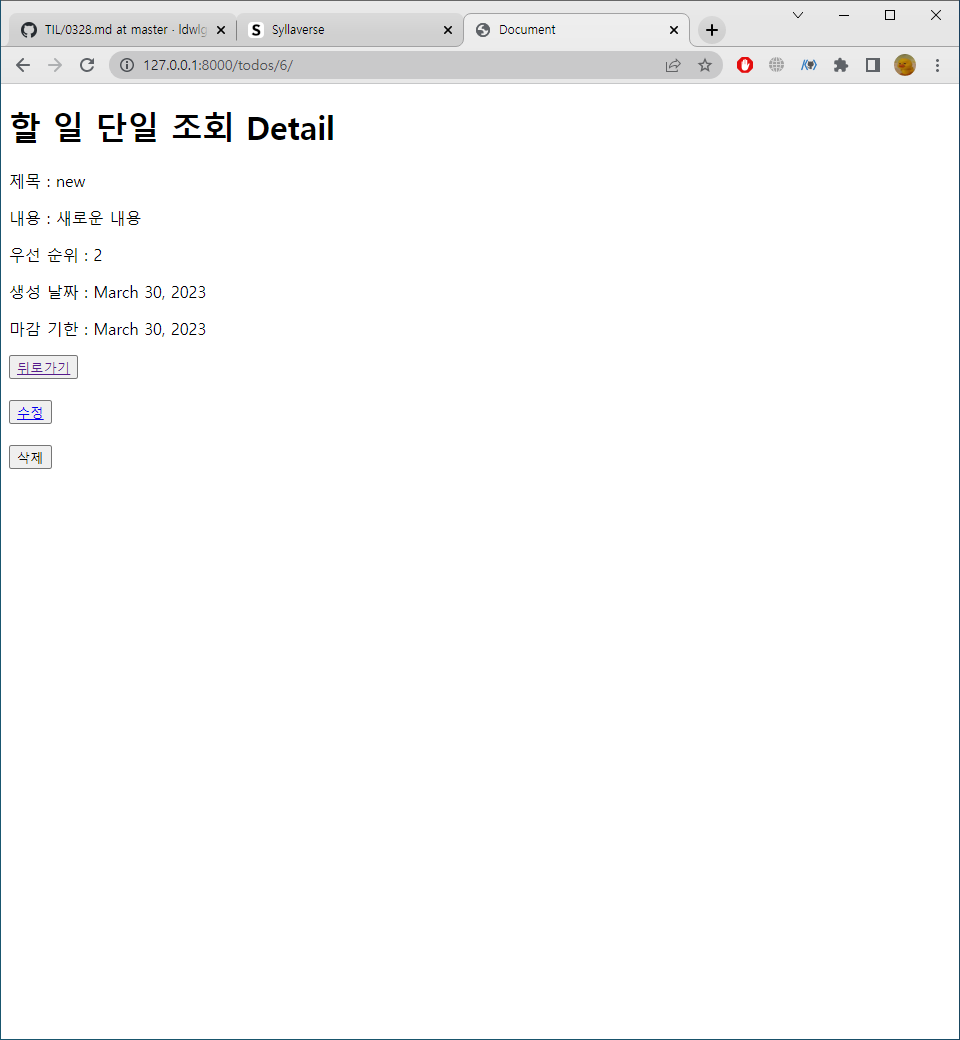 TIL/0328.md at master · ldwlg
Syllaverse
Document
127.0.0.1:8000/todos/6/
할 일 단일 조회 Detail
제목 : new
내용 : 새로운 내용
우선 순위 : 2
생성 날짜 : March 30, 2023
마감 기한 : March 30, 2023
뒤로가기
수정
삭제